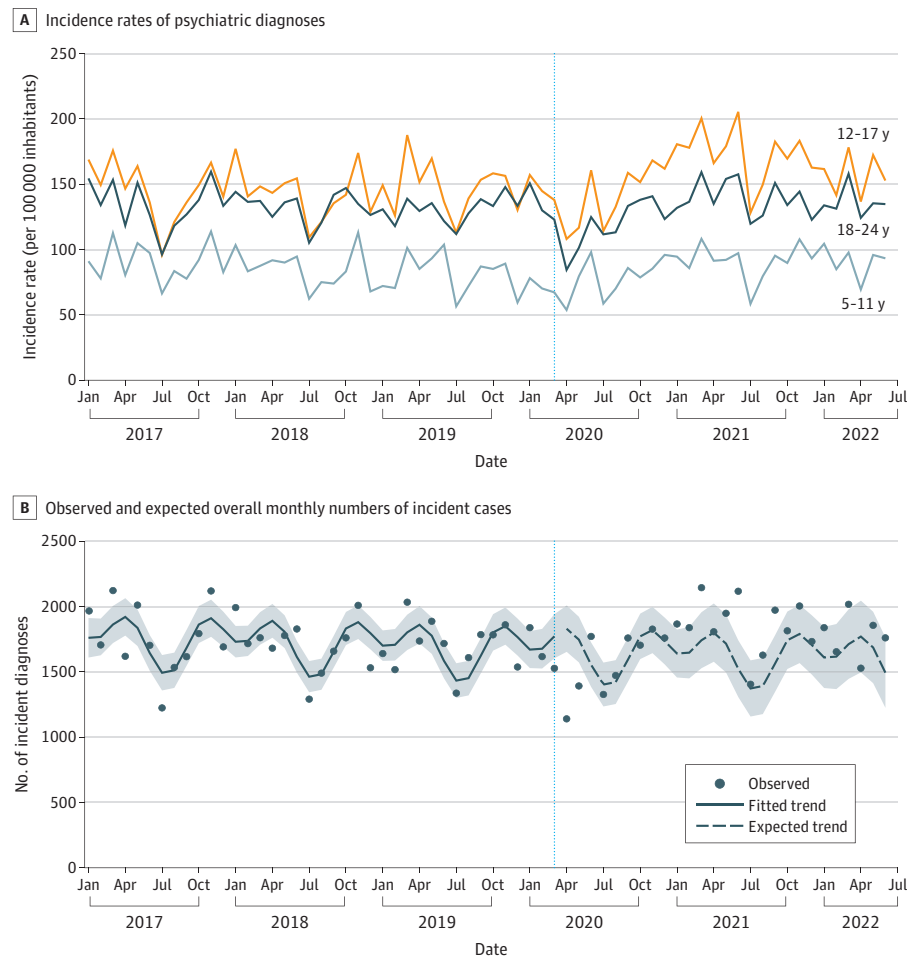 A Incidence rates of psychiatric diagnoses
Incidence rate (per 100 000 inhabitants)
250
200
150
100
50
0
12-17 y
18-24 y
5-11 y
Jan Apr Jul Oct Jan Apr Jul Oct Jan Apr Jul Oct Jan Apr Jul Oct Jan Apr Jul Oct Jan Apr Jul
2017 2018 2019 2020 2021 2022
Date
B Observed and expected overall monthly numbers of incident cases
No. of incident diagnoses
2500
2000
1500
1000
500
0
Observed
Fitted trend
Expected trend
Jan Apr Jul Oct Jan Apr Jul Oct Jan Apr Jul Oct Jan Apr Jul Oct Jan Apr Jul Oct Jan Apr Jul
2017 2018 2019 2020 2021 2022
Date